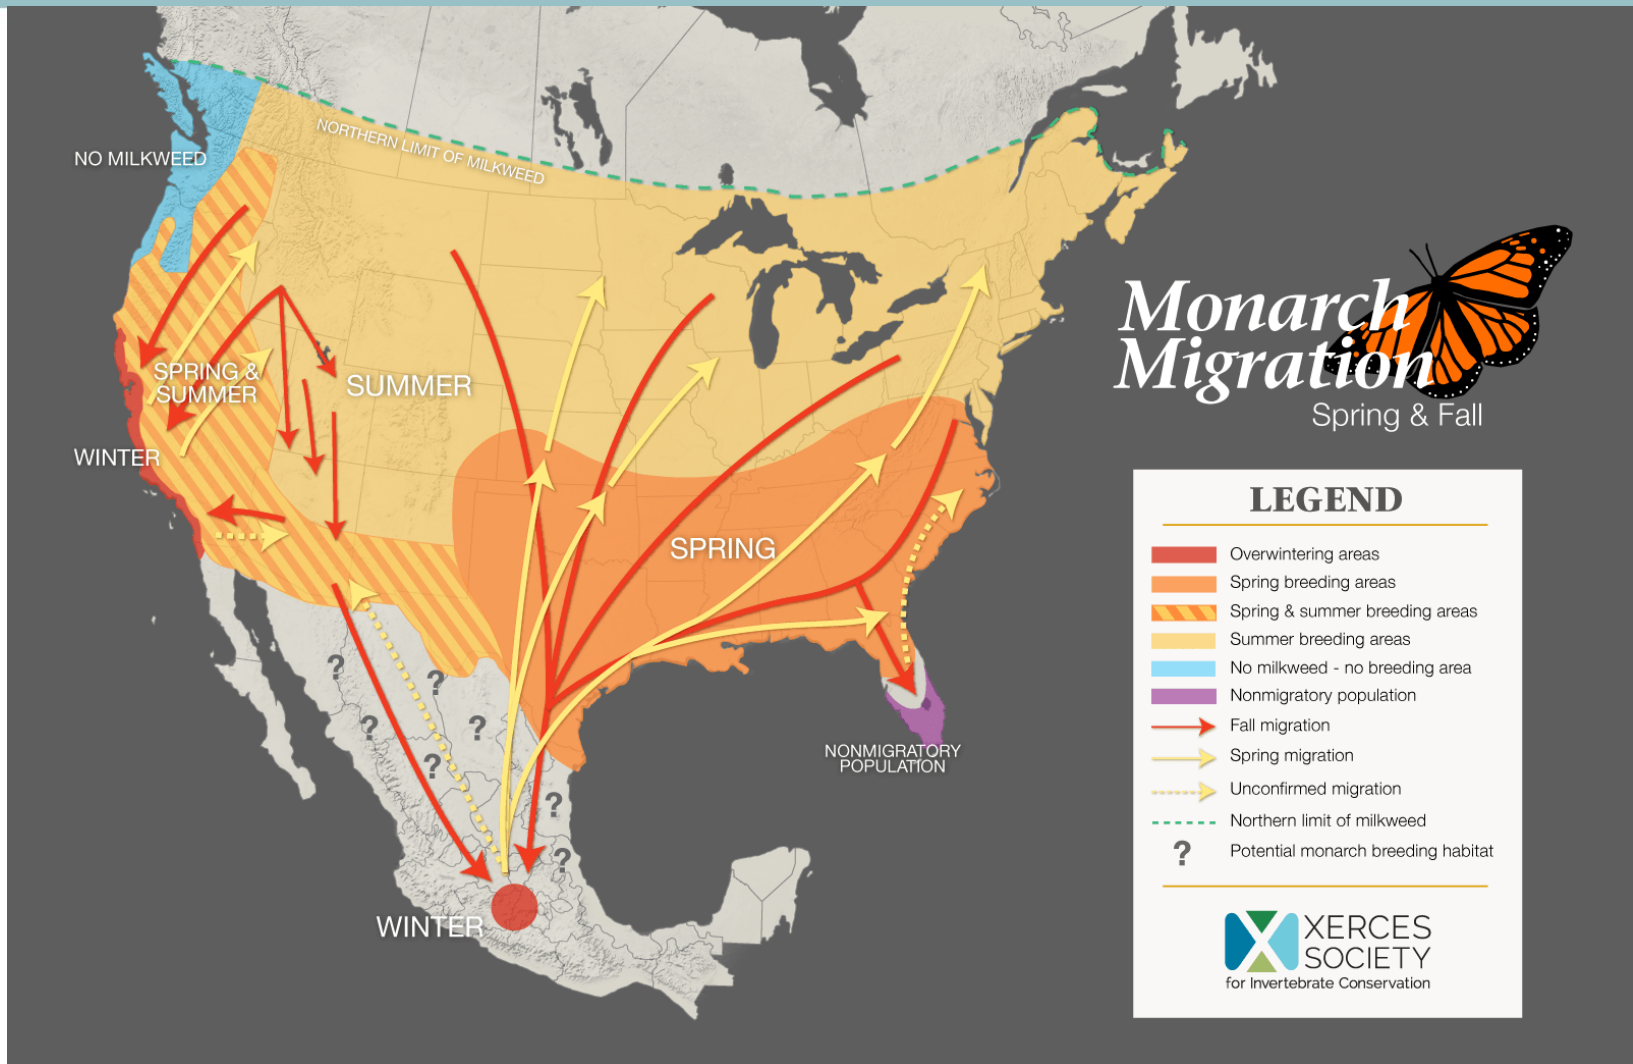 NORTHERN LIMIT OF MILKWEED
NO MILKWEED
SPRING &
SUMMER
SUMMER
WINTER
SPRING
NONMIGRATORY
POPULATION
WINTER
?
?
?
?
?
?
?
Monarch
Migration
Spring & Fall
LEGEND
Overwintering areas
Spring breeding areas
Spring & summer breeding areas
Summer breeding areas
No milkweed - no breeding area
Nonmigratory population
Fall migration
Spring migration
Unconfirmed migration
Northern limit of milkweed
? Potential monarch breeding habitat
XERCES
SOCIETY
for Invertebrate Conservation